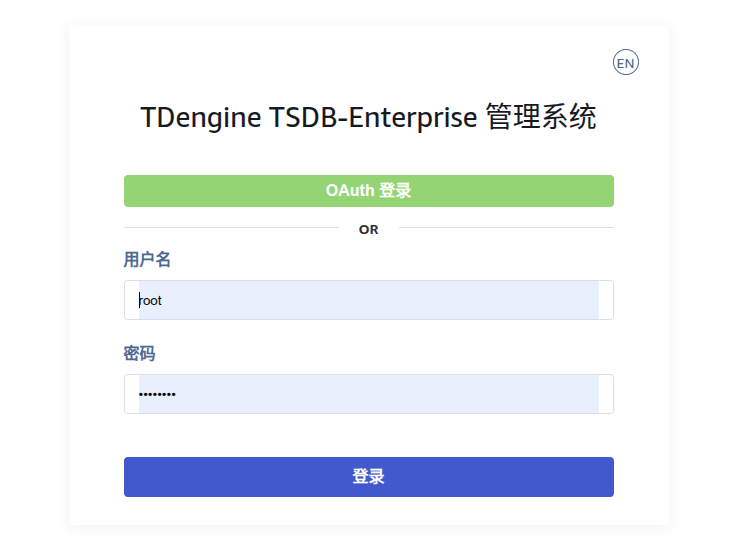 EN
TDengine TSDB-Enterprise 管理系统
OAuth 登录
OR
用户名
root
密码
••••••••
登录